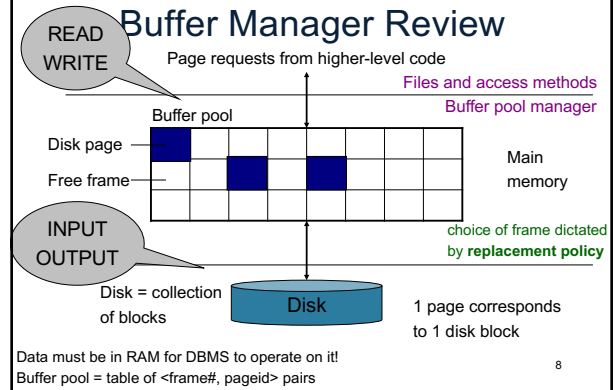 Buffer Manager Review
READ
WRITE
Page requests from higher-level code
Files and access methods
Buffer pool manager
Buffer pool
Disk page
Free frame
Main
memory
INPUT
OUTPUT
choice of frame dictated
by replacement policy
Disk = collection
of blocks
Disk
1 page corresponds
to 1 disk block
Data must be in RAM for DBMS to operate on it!
Buffer pool = table of <frame#, pageid> pairs
8